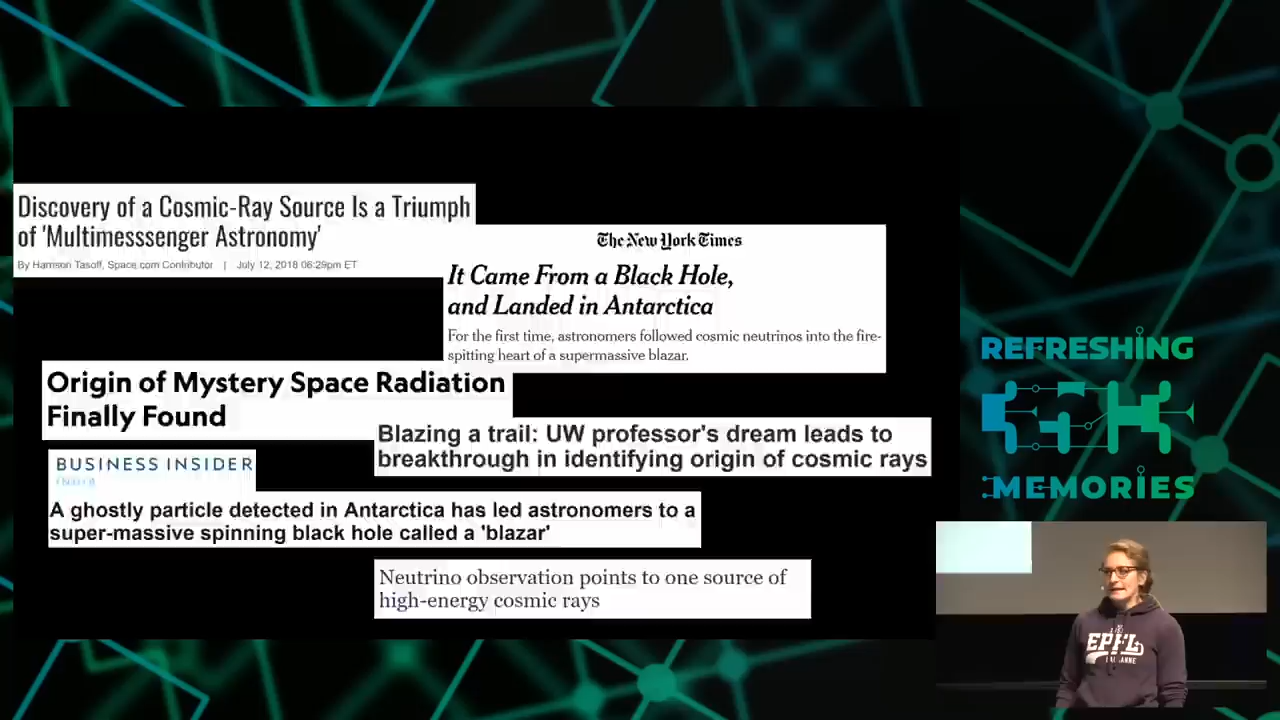 Discovery of a Cosmic-Ray Source Is a Triumph
of 'Multimesssenger Astronomy'
By Harrison Tasoff, Space.com Contributor | July 12, 2018 06:29pm ET
The New York Times
It Came From a Black Hole,
and Landed in Antarctica
For the first time, astronomers followed cosmic neutrinos into the fire-
spitting heart of a supermassive blazar.
Origin of Mystery Space Radiation
Finally Found
Blazing a trail: UW professor's dream leads to
breakthrough in identifying origin of cosmic rays
BUSINESS INSIDER
A ghostly particle detected in Antarctica has led astronomers to a
super-massive spinning black hole called a 'blazar'
Neutrino observation points to one source of
high-energy cosmic rays
REFRESHING
MEMORIES
EPFL